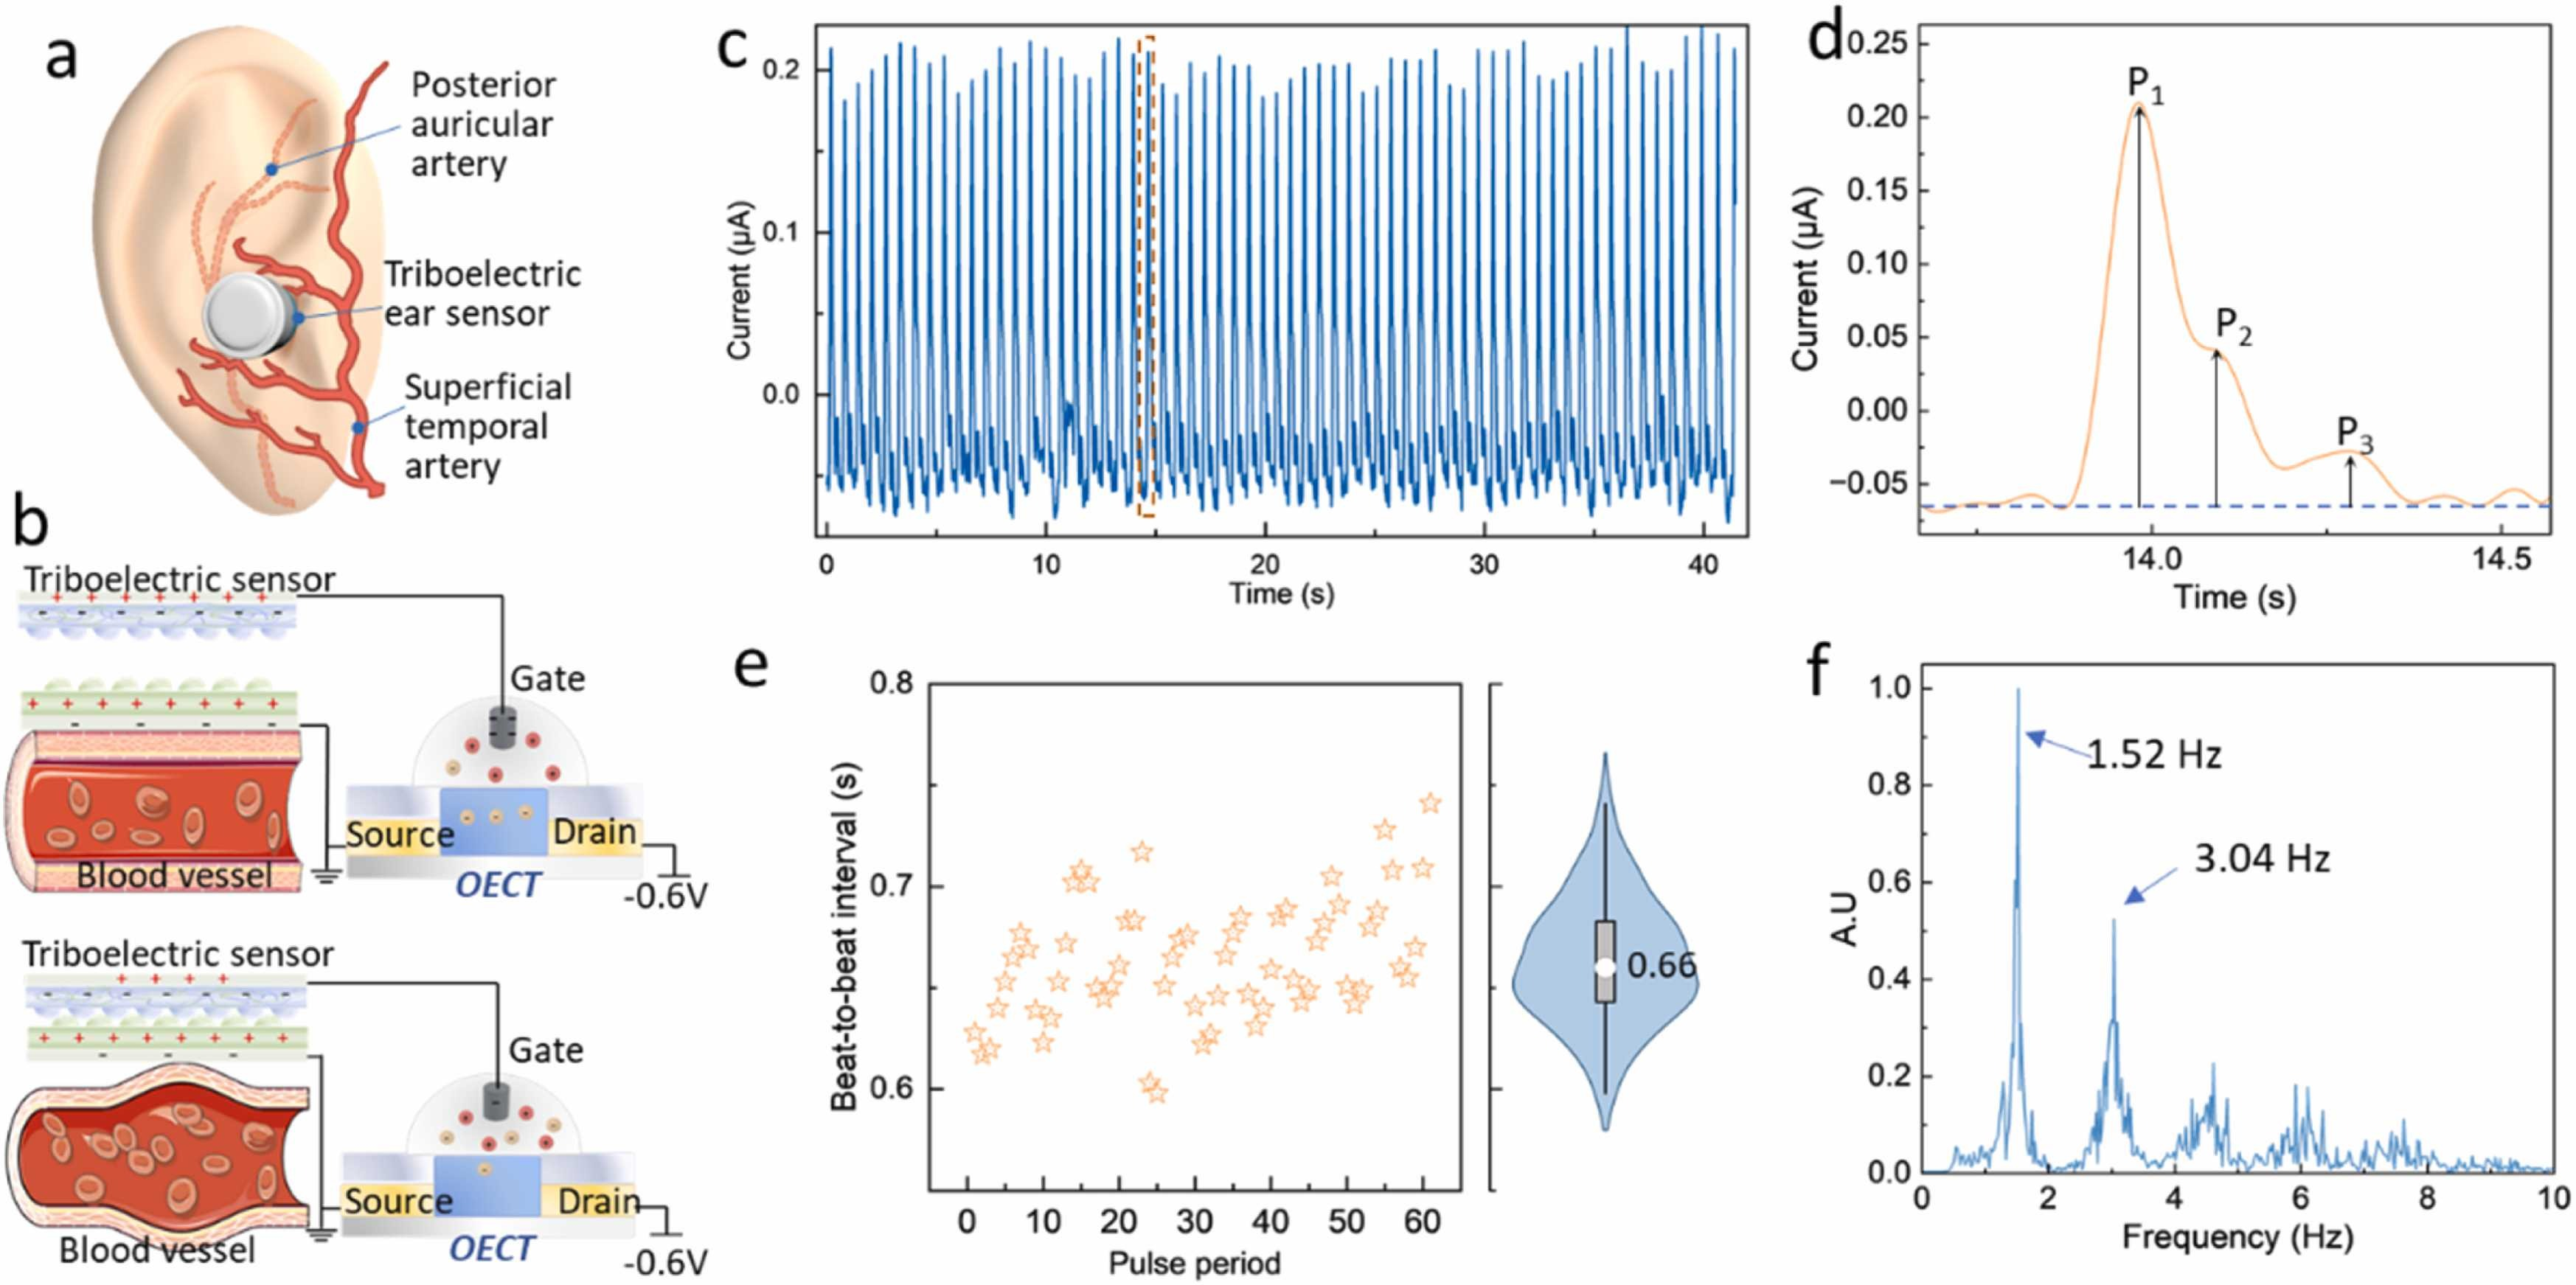 a
Posterior
auricular
artery
Triboelectric
ear sensor
Superficial
temporal
artery
b
Triboelectric sensor
Gate
Source
Drain
Blood vessel
OECT
-0.6V
Triboelectric sensor
Gate
Source
Drain
Blood vessel
OECT
-0.6V
c
Current (µA)
0.2
0.1
0.0
0
10
20
30
40
Time (s)
d
Current (µA)
0.25
0.20
0.15
0.10
0.05
0.00
−0.05
P1
P2
P3
14.0
14.5
Time (s)
e
Beat-to-beat interval (s)
0.8
0.7
0.6
0
10
20
30
40
50
60
Pulse period
0.66
f
A.U
1.0
0.8
0.6
0.4
0.2
0.0
1.52 Hz
3.04 Hz
0
2
4
6
8
10
Frequency (Hz)